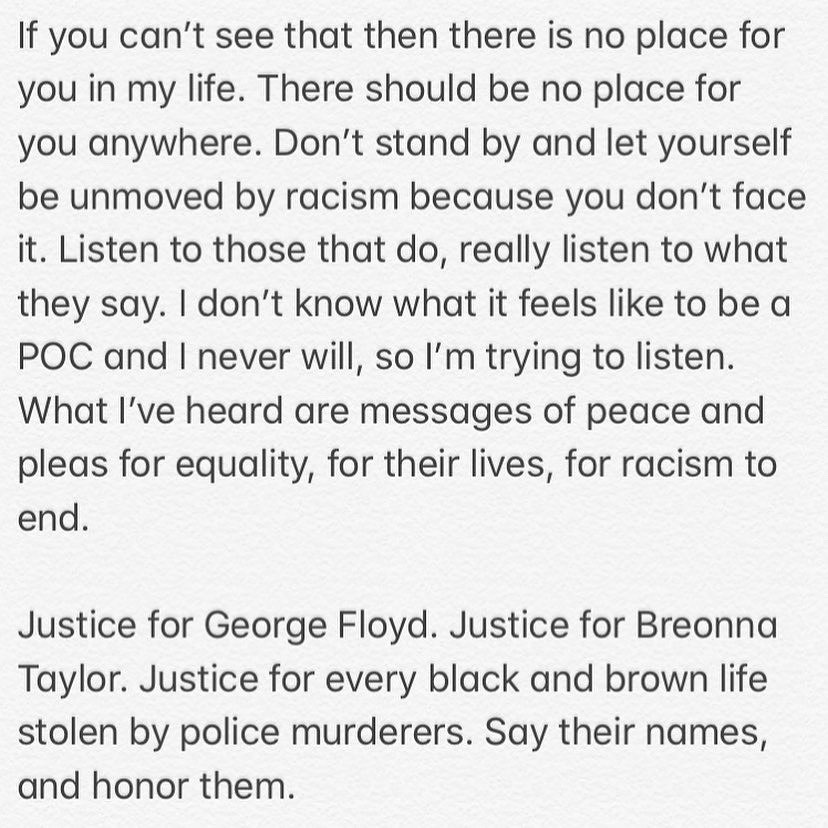 If you can’t see that then there is no place for
you in my life. There should be no place for
you anywhere. Don’t stand by and let yourself
be unmoved by racism because you don’t face
it. Listen to those that do, really listen to what
they say. I don’t know what it feels like to be a
POC and I never will, so I’m trying to listen.
What I’ve heard are messages of peace and
pleas for equality, for their lives, for racism to
end.

Justice for George Floyd. Justice for Breonna
Taylor. Justice for every black and brown life
stolen by police murderers. Say their names,
and honor them.